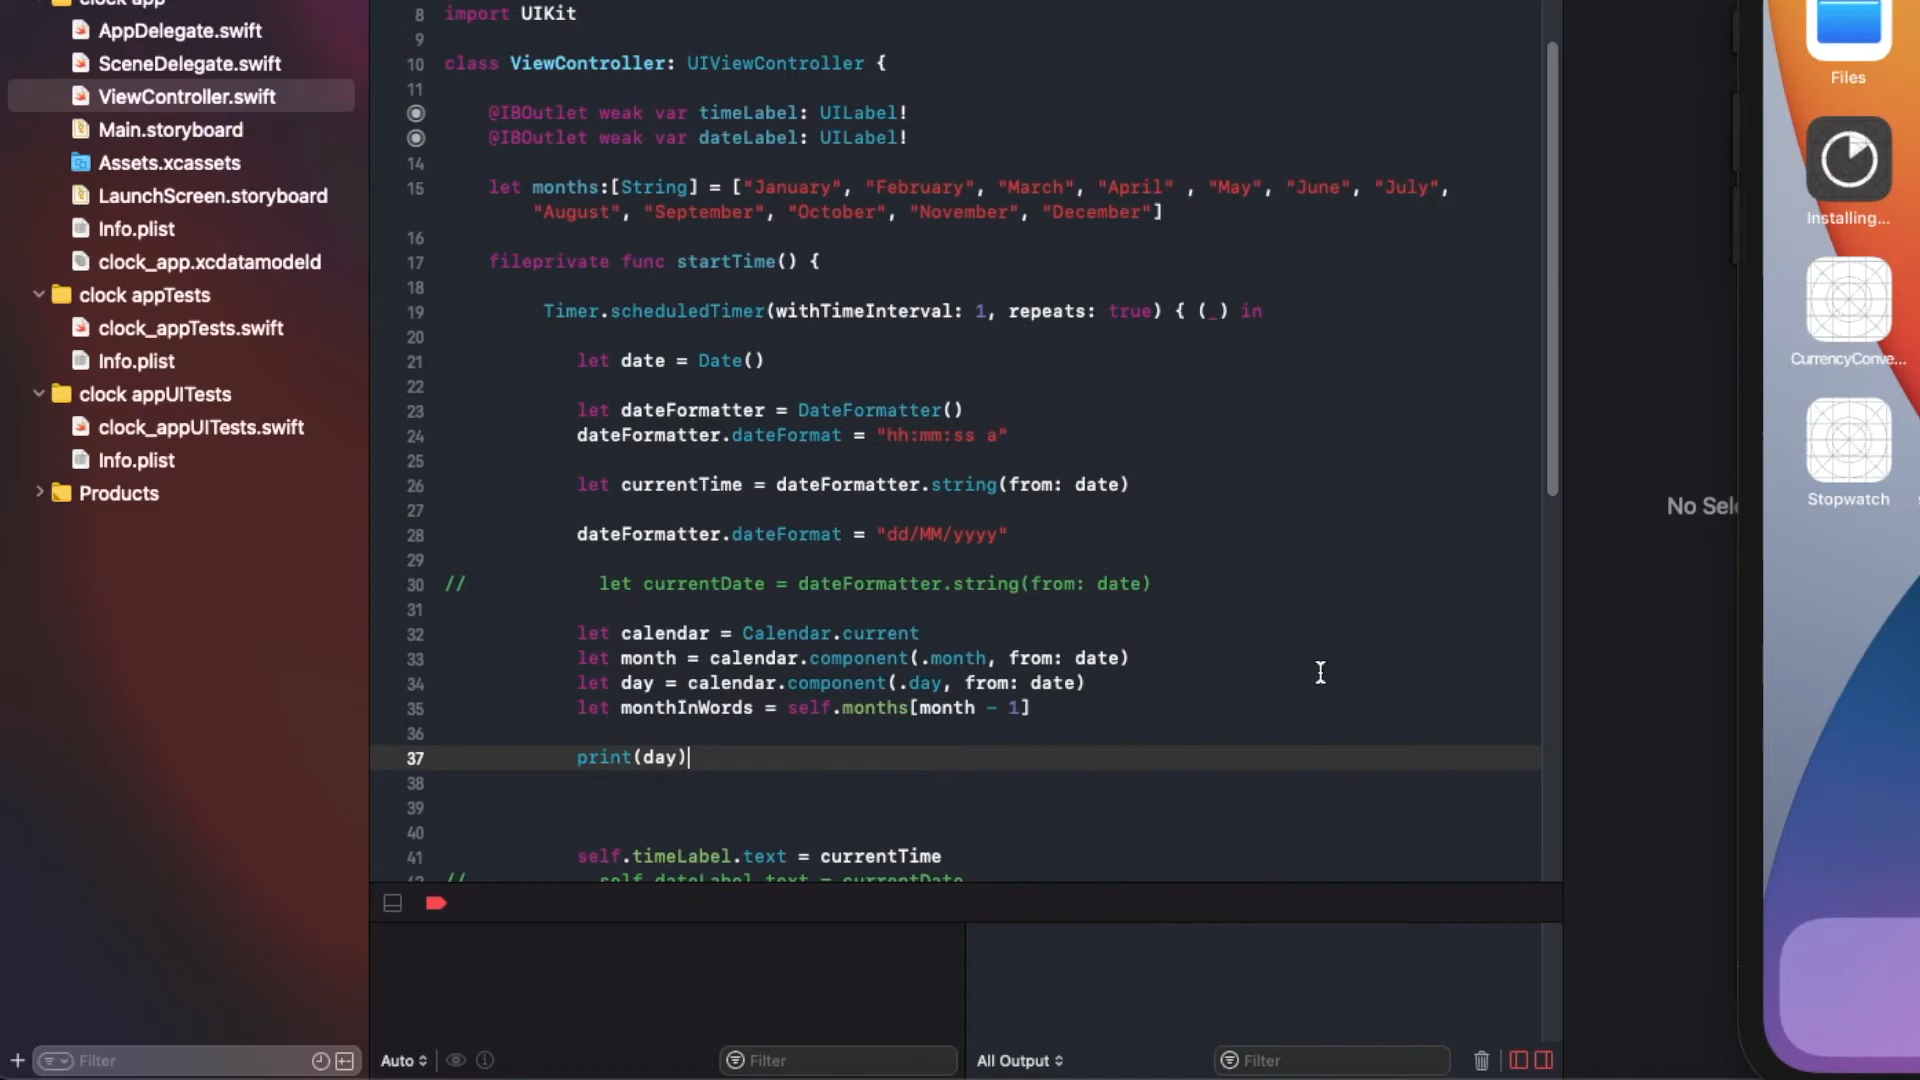 clock app
AppDelegate.swift
SceneDelegate.swift
ViewController.swift
Main.storyboard
Assets.xcassets
LaunchScreen.storyboard
Info.plist
clock_app.xcdatamodeld
clock appTests
clock_appTests.swift
Info.plist
clock appUITests
clock_appUITests.swift
Info.plist
Products
Filter
8 import UIKit
9
10 class ViewController: UIViewController {
11
@IBOutlet weak var timeLabel: UILabel!
@IBOutlet weak var dateLabel: UILabel!
14
15 let months:[String] = ["January", "February", "March", "April" , "May", "June", "July",
"August", "September", "October", "November", "December"]
16
17 fileprivate func startTime() {
18
19 Timer.scheduledTimer(withTimeInterval: 1, repeats: true) { (_) in
20
21 let date = Date()
22
23 let dateFormatter = DateFormatter()
24 dateFormatter.dateFormat = "hh:mm:ss a"
25
26 let currentTime = dateFormatter.string(from: date)
27
28 dateFormatter.dateFormat = "dd/MM/yyyy"
29
30 // let currentDate = dateFormatter.string(from: date)
31
32 let calendar = Calendar.current
33 let month = calendar.component(.month, from: date)
34 let day = calendar.component(.day, from: date)
35 let monthInWords = self.months[month - 1]
36
37 print(day)
38
39
40
41 self.timeLabel.text = currentTime
42 // self.dateLabel.text = currentDate
Auto
Filter
All Output
Filter
No Sele
Files
Installing...
CurrencyConve...
Stopwatch